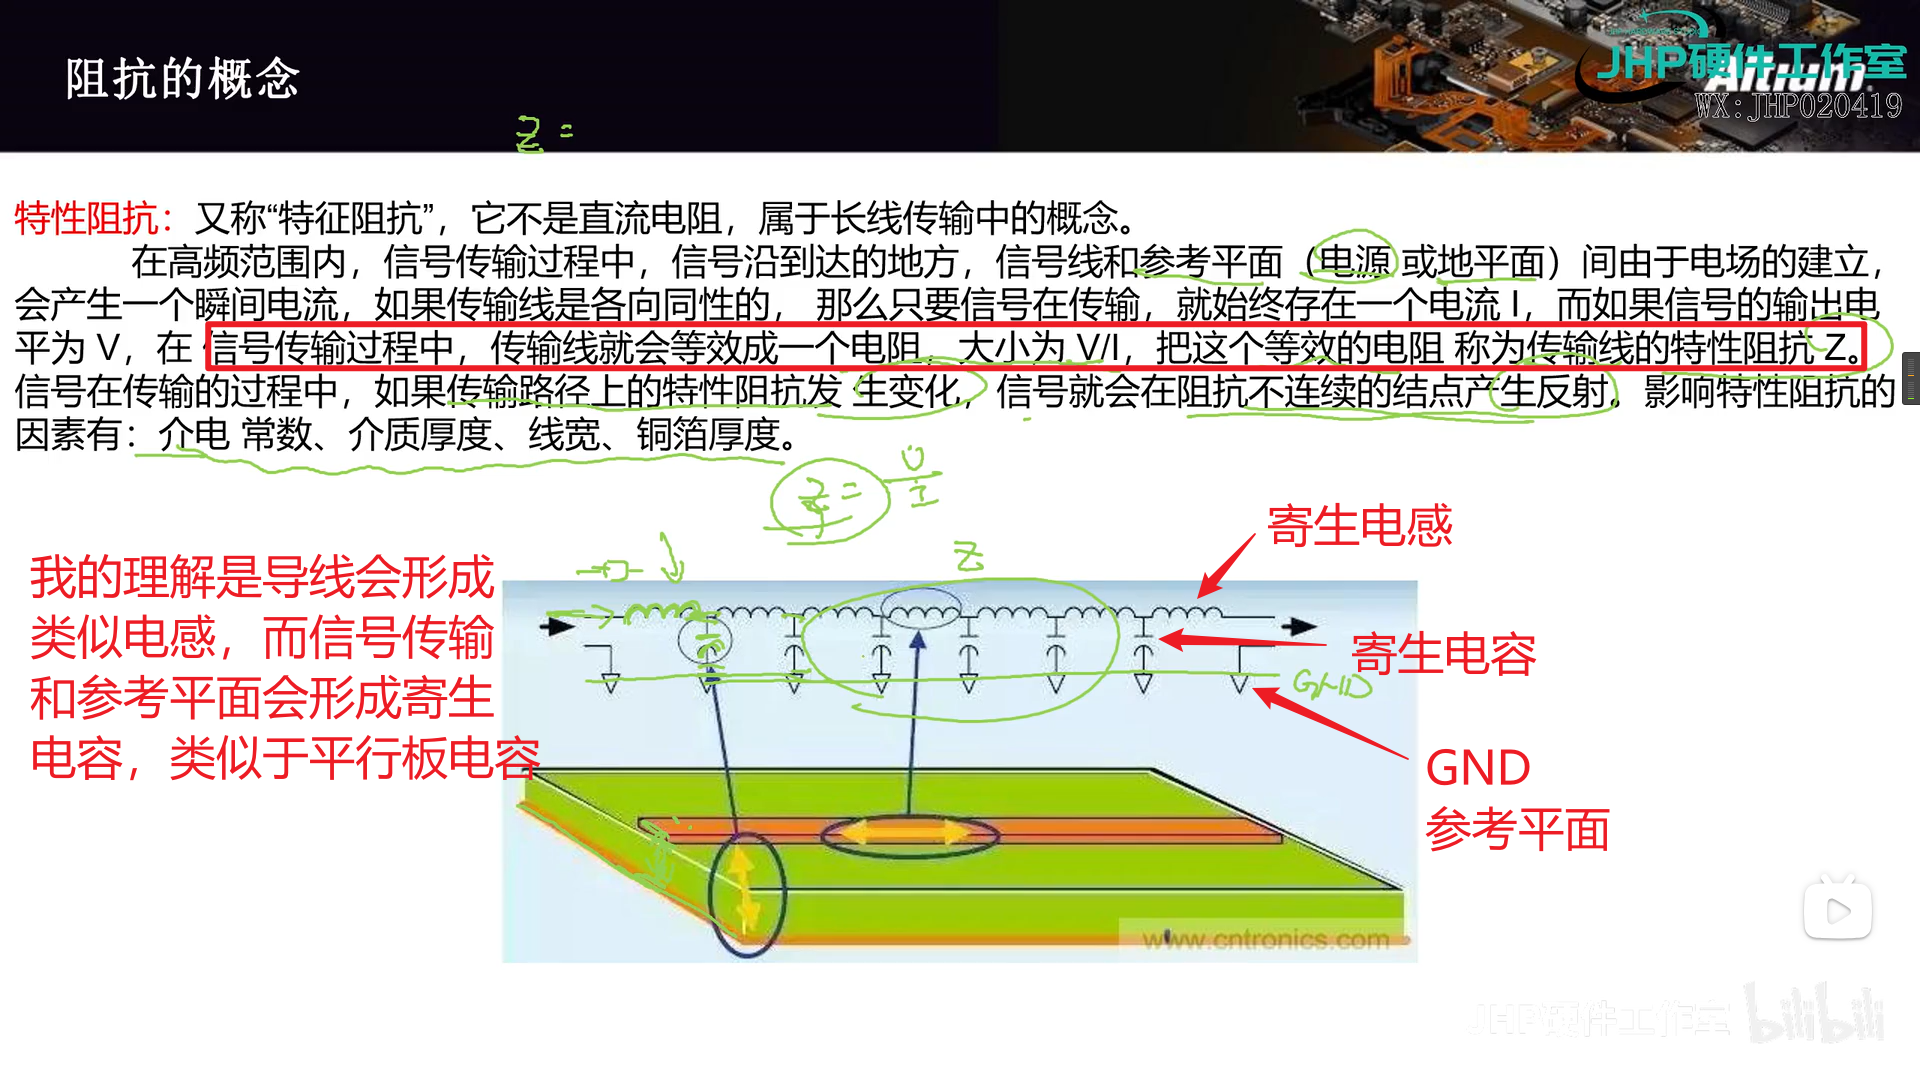 JHP硬件工作室
Altium
WX:JHP020419
阻抗的概念
Z =
特性阻抗：又称“特征阻抗”，它不是直流电阻，属于长线传输中的概念。
在高频范围内，信号传输过程中，信号沿到达的地方，信号线和参考平面（电源 或地平面）间由于电场的建立，
会产生一个瞬间电流，如果传输线是各向同性的， 那么只要信号在传输，就始终存在一个电流 I，而如果信号的输出电
平为 V，在 信号传输过程中，传输线就会等效成一个电阻，大小为 V/I，把这个等效的电阻 称为传输线的特性阻抗 Z。
信号在传输的过程中，如果传输路径上的特性阻抗发 生变化，信号就会在阻抗不连续的结点产生反射。影响特性阻抗的
因素有：介电 常数、介质厚度、线宽、铜箔厚度。
Z = U/I
Z
寄生电感
寄生电容
GND
GND
参考平面
我的理解是导线会形成
类似电感，而信号传输
和参考平面会形成寄生
电容，类似于平行板电容
www.cntronics.com
JHP硬件工作室
bilibili